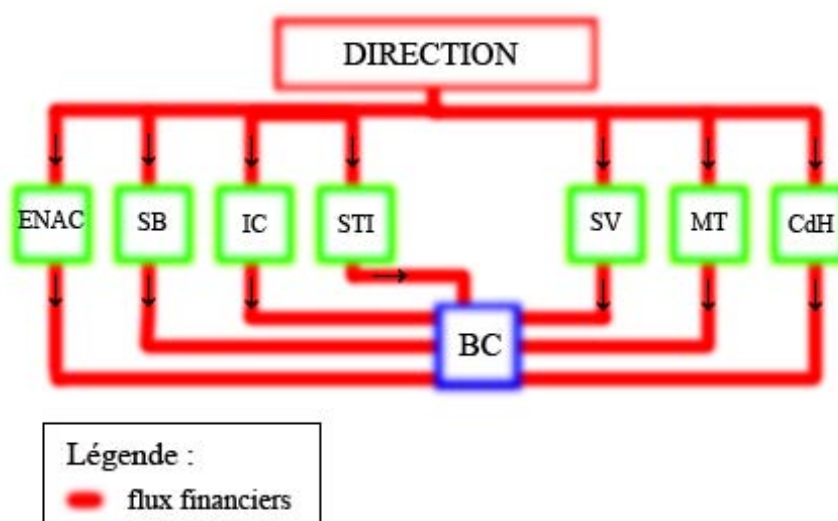 DIRECTION
ENAC SB IC STI SV MT CdH
BC
Légende :
flux financiers